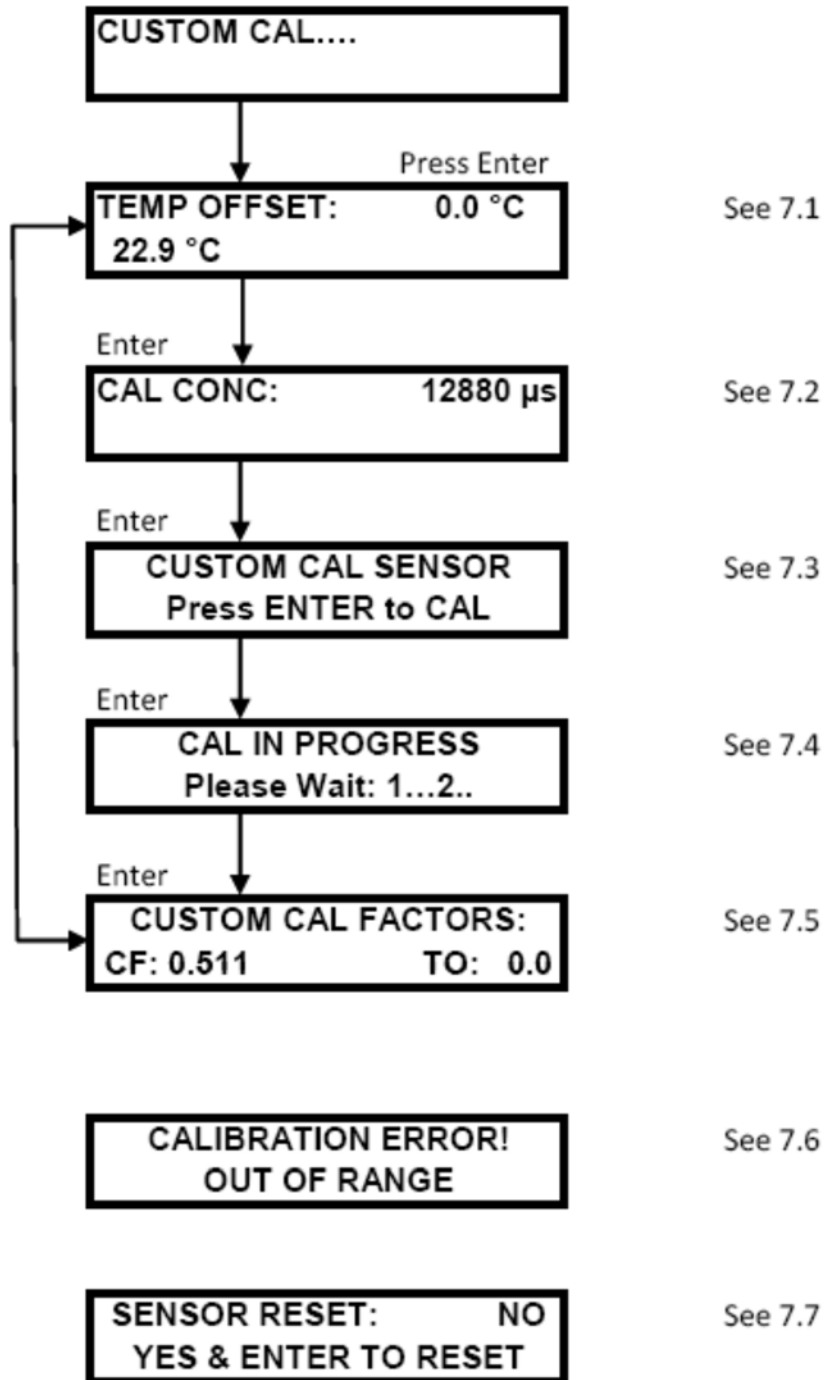 CUSTOM CAL....
Press Enter
TEMP OFFSET: 0.0 °C
See 7.1
22.9 °C
Enter
CAL CONC: 12880 µs
See 7.2
Enter
CUSTOM CAL SENSOR
See 7.3
Press ENTER to CAL
Enter
CAL IN PROGRESS
See 7.4
Please Wait: 1...2..
Enter
CUSTOM CAL FACTORS:
See 7.5
CF: 0.511 TO: 0.0
CALIBRATION ERROR!
See 7.6
OUT OF RANGE
SENSOR RESET: NO
See 7.7
YES & ENTER TO RESET